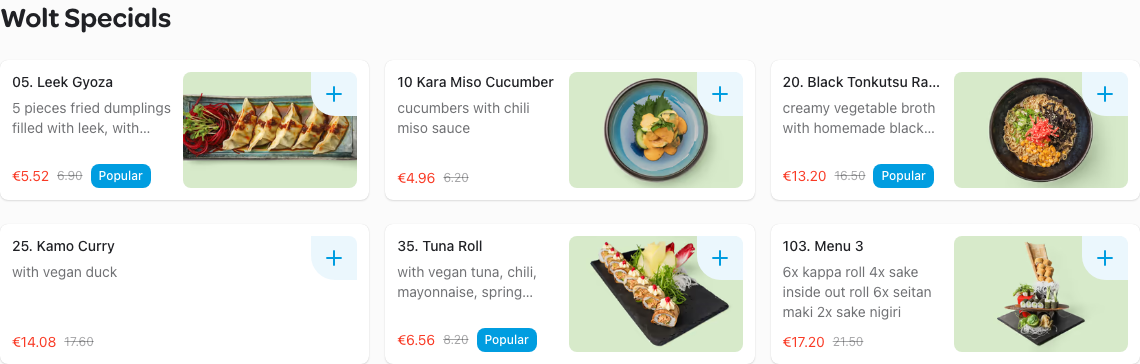 Wolt Specials
05. Leek Gyoza
5 pieces fried dumplings
filled with leek, with...
€5.52 6.90 Popular
10 Kara Miso Cucumber
cucumbers with chili
miso sauce
€4.96 6.20
20. Black Tonkutsu Ra...
creamy vegetable broth
with homemade black...
€13.20 16.50 Popular
25. Kamo Curry
with vegan duck
€14.08 17.60
35. Tuna Roll
with vegan tuna, chili,
mayonnaise, spring...
€6.56 8.20 Popular
103. Menu 3
6x kappa roll 4x sake
inside out roll 6x seitan
maki 2x sake nigiri
€17.20 21.50